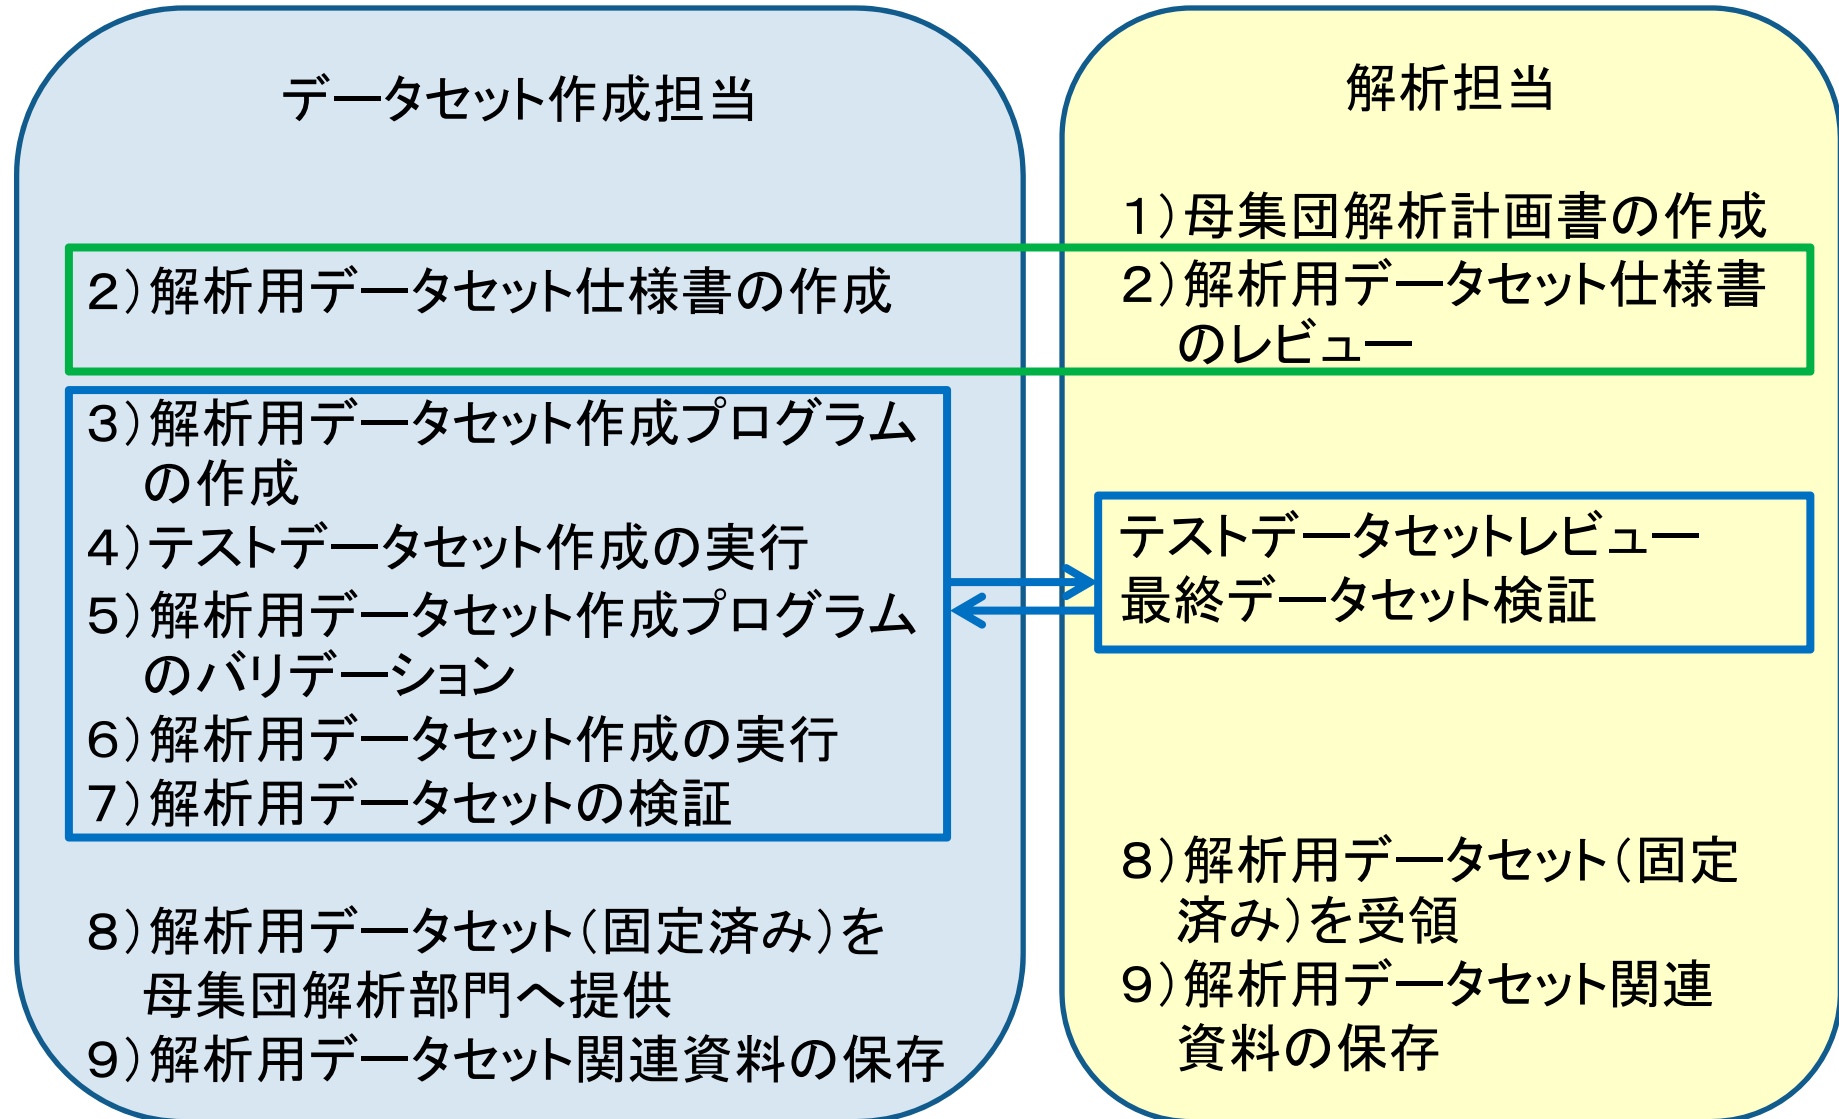 データセット作成担当
2）解析用データセット仕様書の作成
3）解析用データセット作成プログラム
の作成
4）テストデータセット作成の実行
5）解析用データセット作成プログラム
のバリデーション
6）解析用データセット作成の実行
7）解析用データセットの検証
8）解析用データセット（固定済み）を
母集団解析部門へ提供
9）解析用データセット関連資料の保存
解析担当
1）母集団解析計画書の作成
2）解析用データセット仕様書
のレビュー
テストデータセットレビュー
最終データセット検証
8）解析用データセット（固定
済み）を受領
9）解析用データセット関連
資料の保存